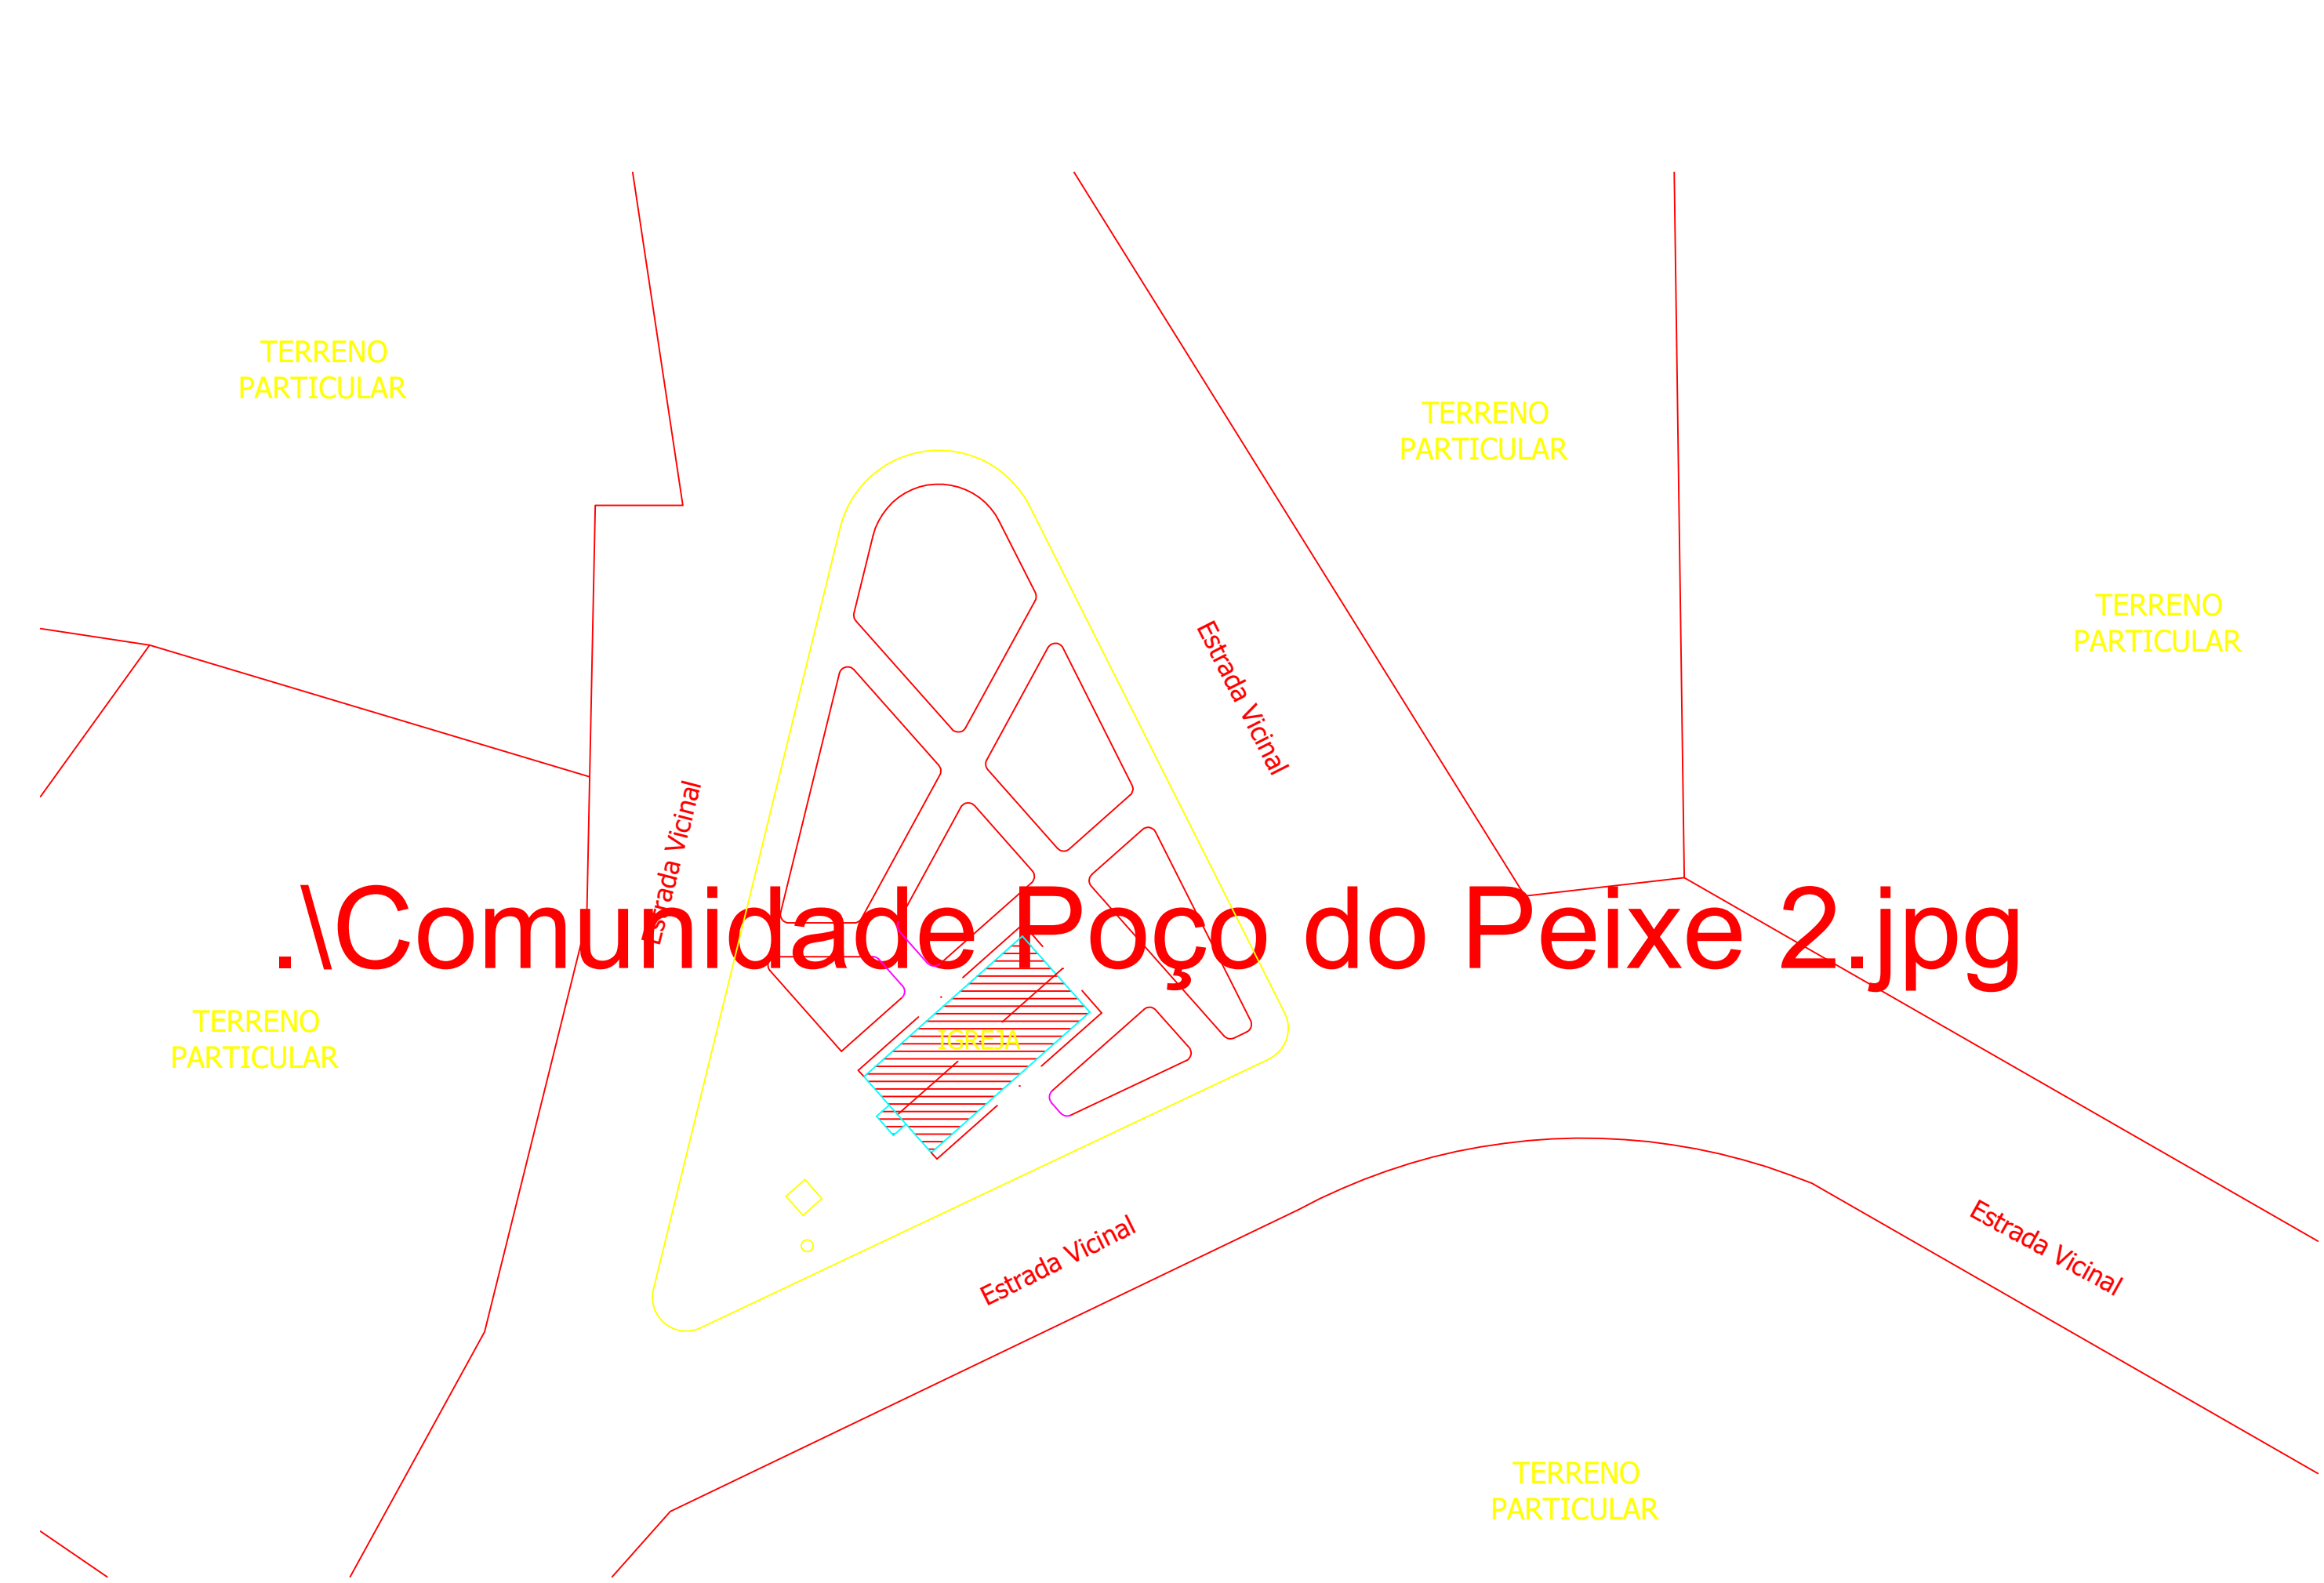 TERRENO
PARTICULAR
TERRENO
PARTICULAR
TERRENO
PARTICULAR
Estrada Vicinal
Estrada Vicinal
.\Comunidade Poço do Peixe 2.jpg
TERRENO
PARTICULAR
IGREJA
Estrada Vicinal
Estrada Vicinal
TERRENO
PARTICULAR